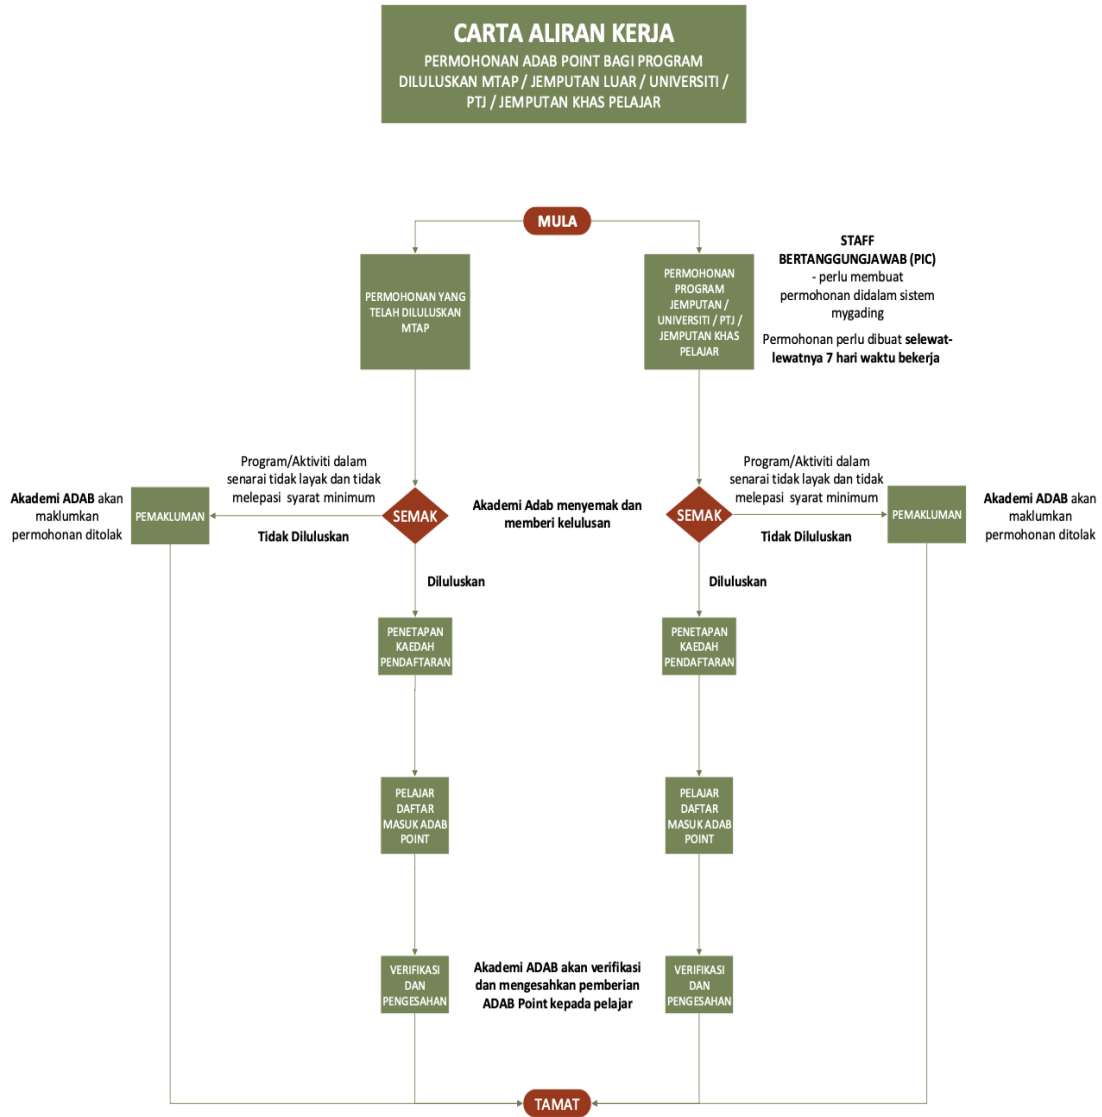 CARTA ALIRAN KERJA
PERMOHONAN ADAB POINT BAGI PROGRAM
DILULUSKAN MTAP / JEMPUTAN LUAR / UNIVERSITI /
PTJ / JEMPUTAN KHAS PELAJAR
MULA
PERMOHONAN YANG
TELAH DILULUSKAN
MTAP
PERMOHONAN
PROGRAM
JEMPUTAN /
UNIVERSITI / PTJ /
JEMPUTAN KHAS
PELAJAR
STAFF
BERTANGGUNGJAWAB (PIC)
- perlu membuat
permohonan didalam sistem
mygading
Permohonan perlu dibuat selewat-
lewatnya 7 hari waktu bekerja
Akademi ADAB akan
maklumkan
permohonan ditolak
PEMAKLUMAN
Program/Aktiviti dalam
senarai tidak layak dan tidak
melepasi syarat minimum
Tidak Diluluskan
SEMAK
Akademi Adab menyemak dan
memberi kelulusan
SEMAK
Program/Aktiviti dalam
senarai tidak layak dan tidak
melepasi syarat minimum
Tidak Diluluskan
PEMAKLUMAN
Akademi ADAB akan
maklumkan
permohonan ditolak
Diluluskan
Diluluskan
PENETAPAN
KAEDAH
PENDAFTARAN
PENETAPAN
KAEDAH
PENDAFTARAN
PELAJAR
DAFTAR
MASUK ADAB
POINT
PELAJAR
DAFTAR
MASUK ADAB
POINT
VERIFIKASI
DAN
PENGESAHAN
Akademi ADAB akan verifikasi
dan mengesahkan pemberian
ADAB Point kepada pelajar
VERIFIKASI
DAN
PENGESAHAN
TAMAT